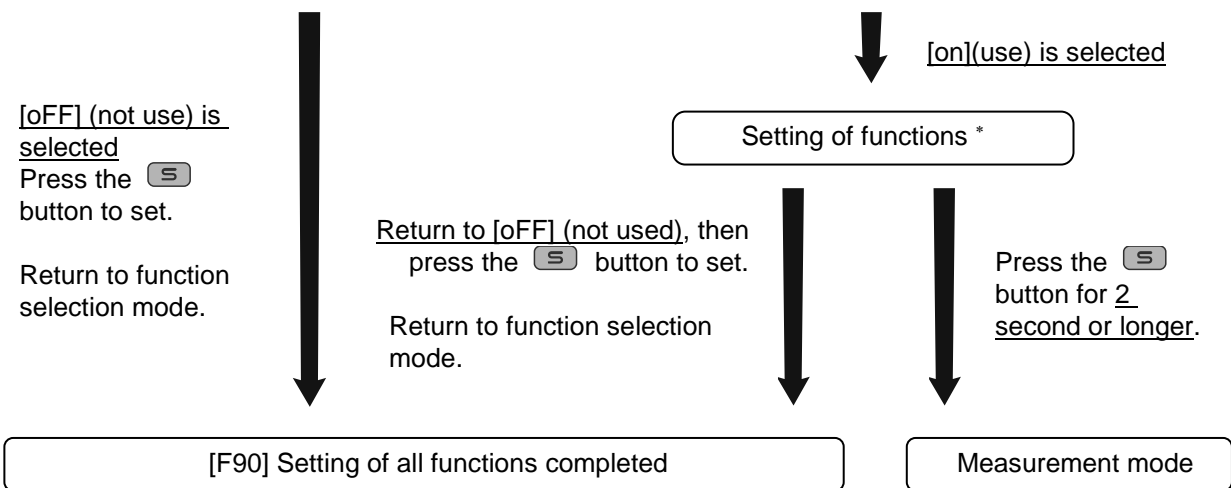 [on](use) is selected
[oFF] (not use) is
selected
Press the S
button to set.
Return to function
selection mode.
Setting of functions *
Return to [oFF] (not used), then
press the S button to set.
Return to function selection
mode.
Press the S
button for 2
second or longer.
[F90] Setting of all functions completed
Measurement mode